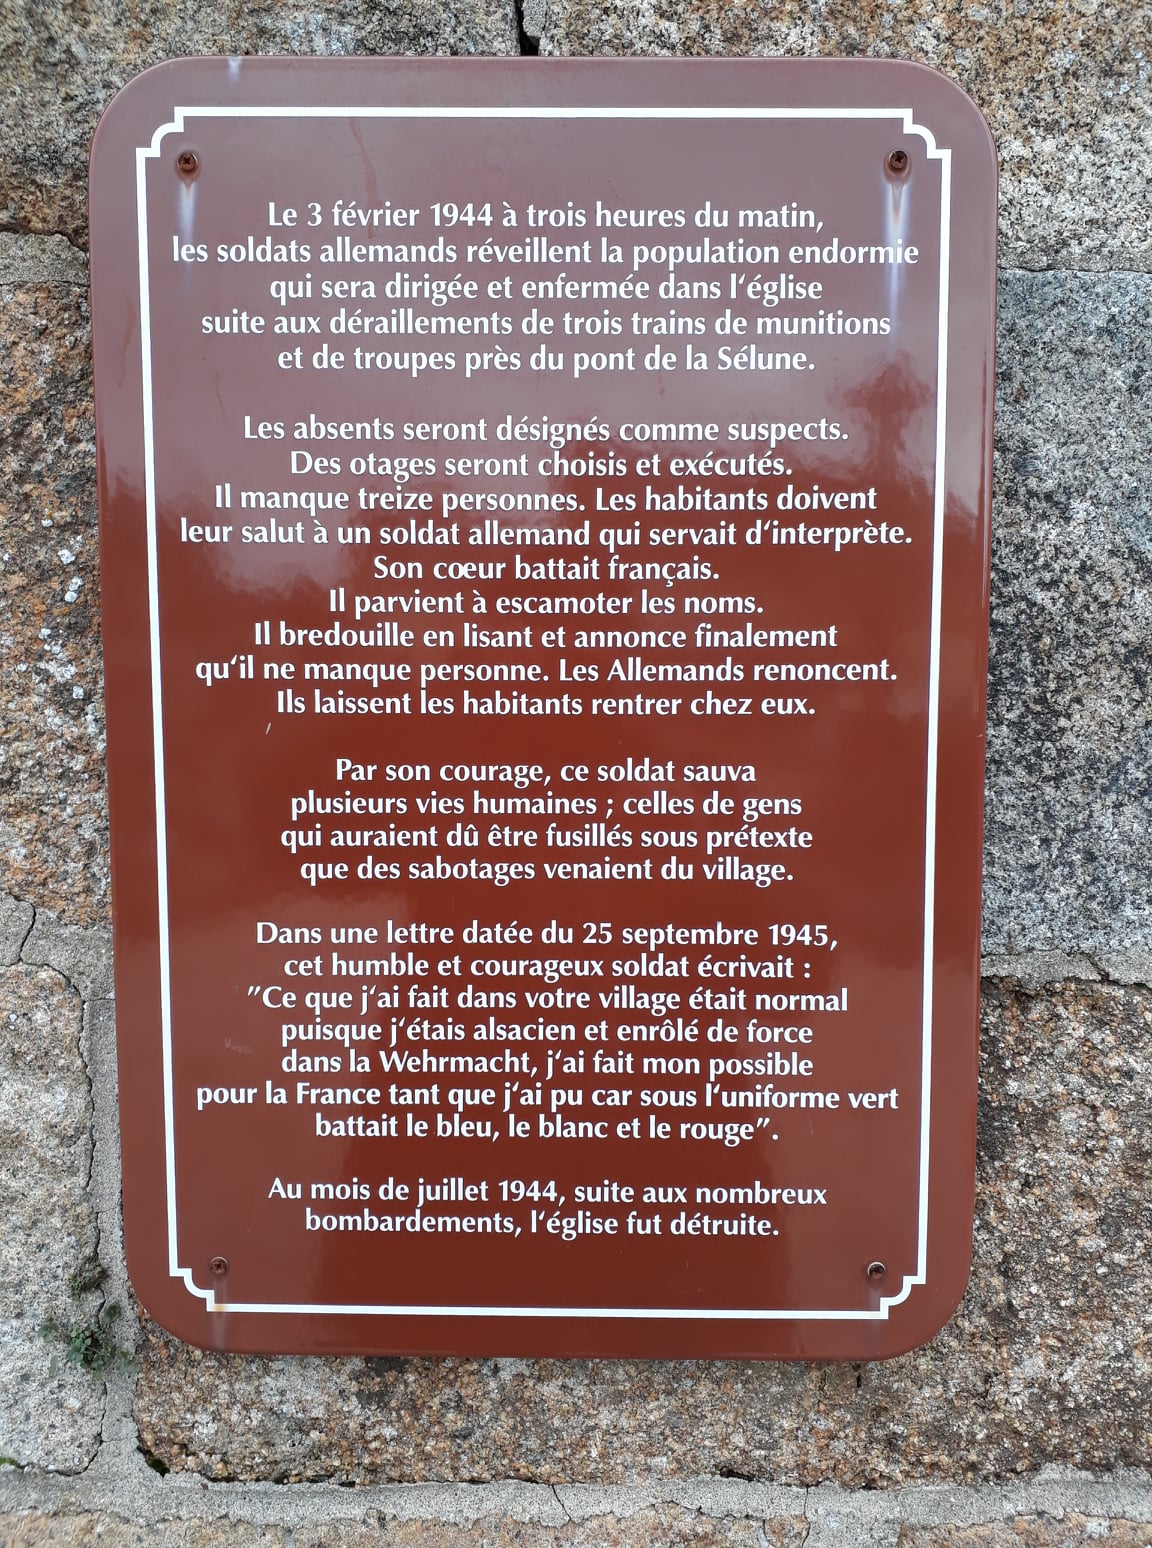 Le 3 février 1944 à trois heures du matin,
les soldats allemands réveillent la population endormie
qui sera dirigée et enfermée dans l‘église
suite aux déraillements de trois trains de munitions
et de troupes près du pont de la Sélune.
Les absents seront désignés comme suspects.
Des otages seront choisis et exécutés.
Il manque treize personnes. Les habitants doivent
leur salut à un soldat allemand qui servait d‘interprète.
Son cœur battait français.
Il parvient à escamoter les noms.
Il bredouille en lisant et annonce finalement
qu‘il ne manque personne. Les Allemands renoncent.
Ils laissent les habitants rentrer chez eux.
Par son courage, ce soldat sauva
plusieurs vies humaines ; celles de gens
qui auraient dû être fusillés sous prétexte
que des sabotages venaient du village.
Dans une lettre datée du 25 septembre 1945,
cet humble et courageux soldat écrivait :
”Ce que j‘ai fait dans votre village était normal
puisque j‘étais alsacien et enrôlé de force
dans la Wehrmacht, j‘ai fait mon possible
pour la France tant que j‘ai pu car sous l‘uniforme vert
battait le bleu, le blanc et le rouge”.
Au mois de juillet 1944, suite aux nombreux
bombardements, l‘église fut détruite.